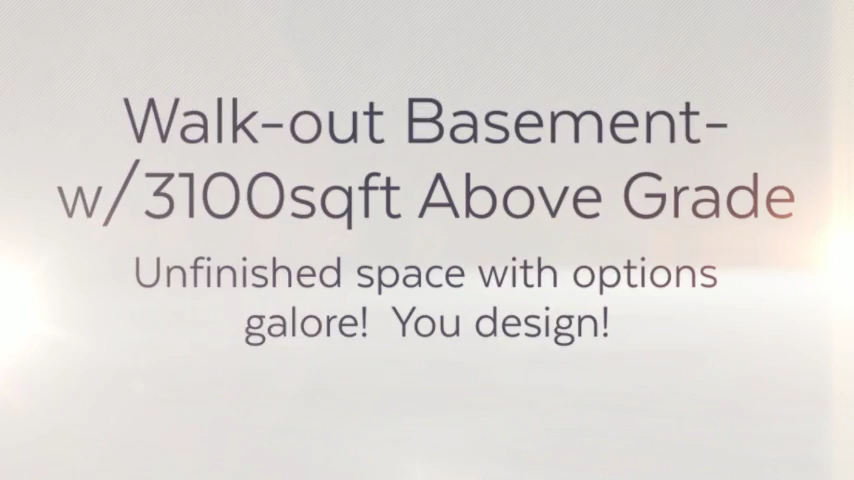 Walk-out Basement-
w/3100sqft Above Grade
Unfinished space with options
galore!  You design!